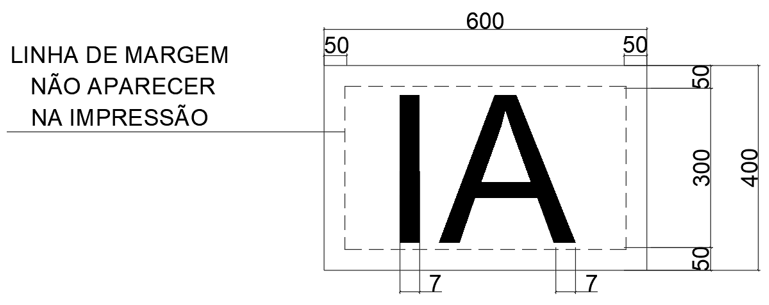 600
50
50
LINHA DE MARGEM
NÃO APARECER
NA IMPRESSÃO
50
IA
300
400
50
7
7